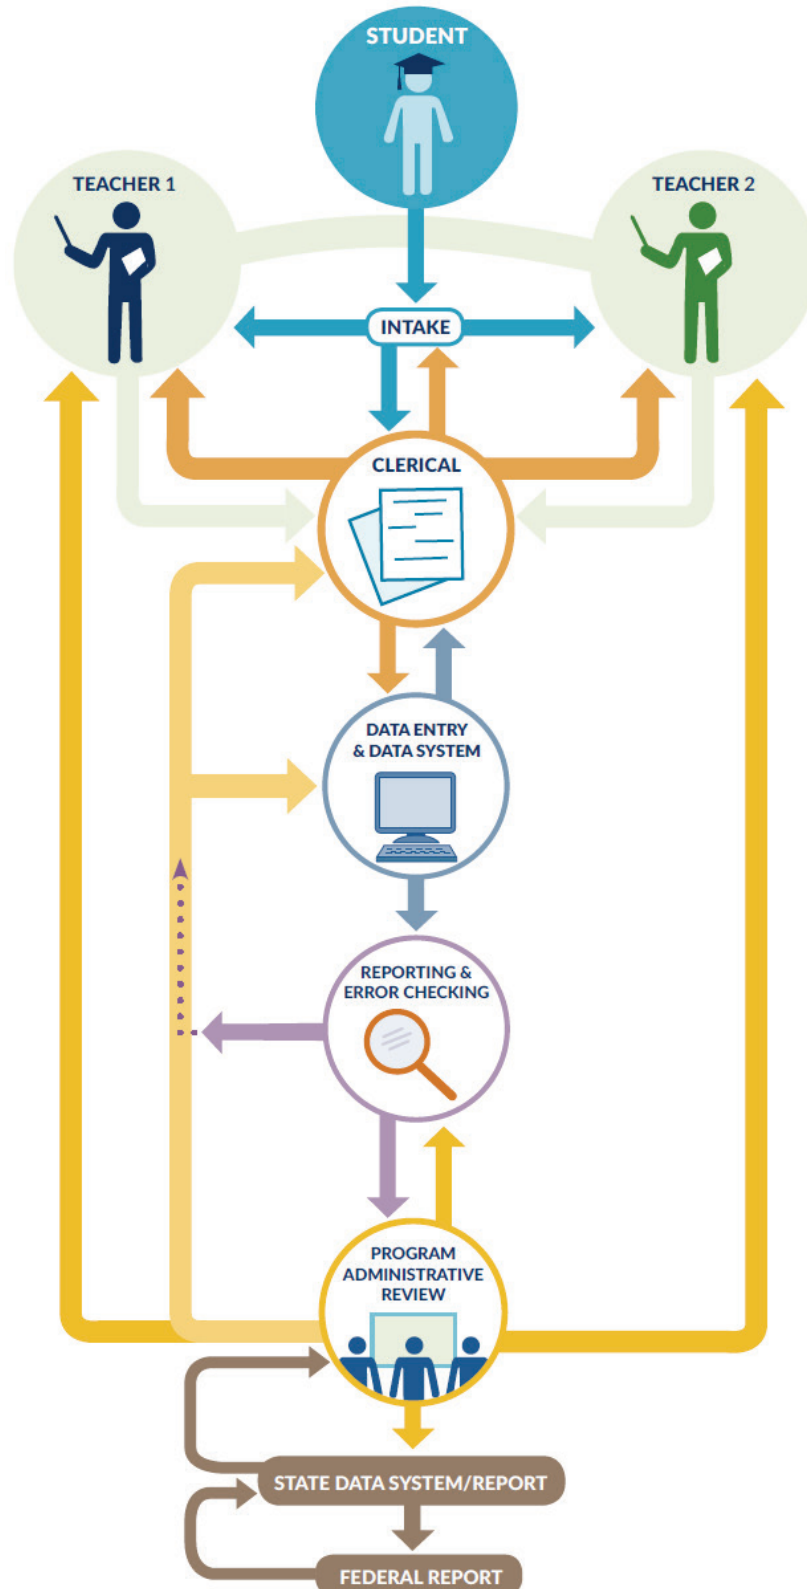 STUDENT
TEACHER 1
TEACHER 2
INTAKE
CLERICAL
DATA ENTRY
& DATA SYSTEM
REPORTING &
ERROR CHECKING
PROGRAM
ADMINISTRATIVE
REVIEW
STATE DATA SYSTEM/REPORT
FEDERAL REPORT